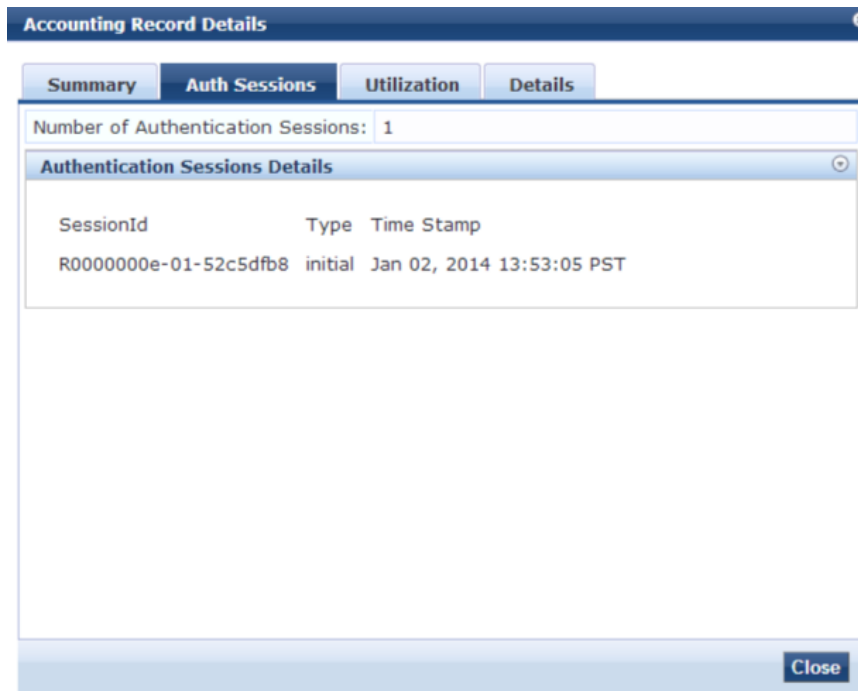 Accounting Record Details
Summary Auth Sessions Utilization Details
Number of Authentication Sessions: 1
Authentication Sessions Details
SessionId Type Time Stamp
R0000000e-01-52c5dfb8 initial Jan 02, 2014 13:53:05 PST
Close